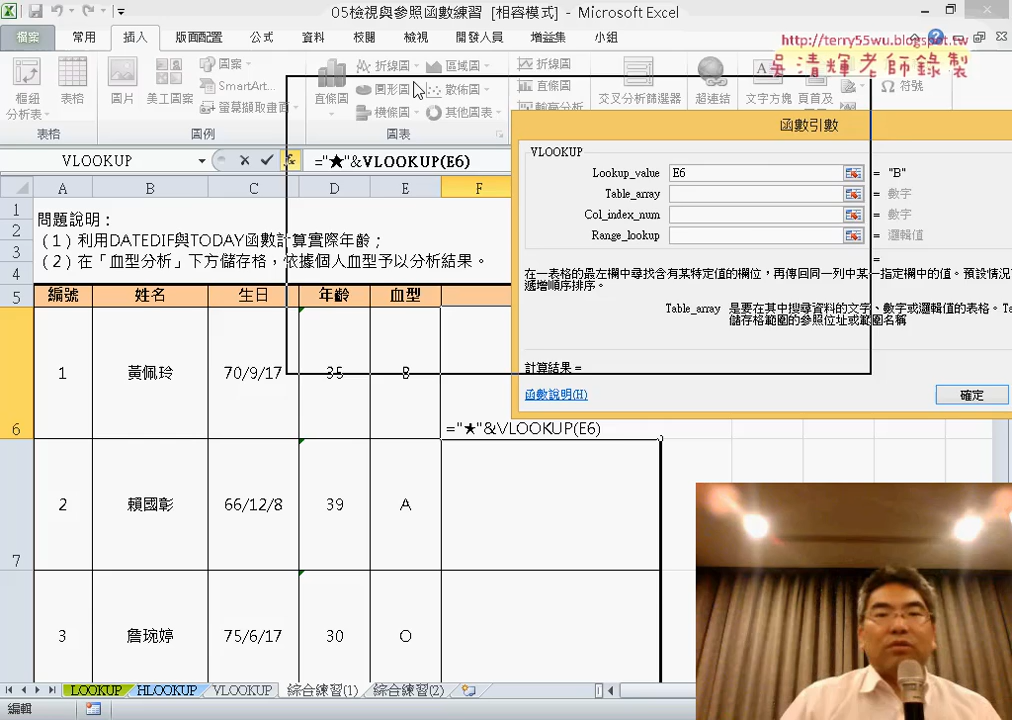 05檢視與參照函數練習 [相容模式] - Microsoft Excel
檔案 常用 插入 版面配置 公式 資料 校閱 檢視 開發人員 增益集 小組
http://terry55wu.blogspot.tw
吳清輝老師錄製
樞紐分析表 表格 圖片 美工圖案 圖案 SmartArt... 螢幕擷取畫面 直條圖 折線圖 圓形圖 橫條圖 區域圖 散佈圖 其他圖表 折線圖 直條圖 輸贏分析 交叉分析篩選器 超連結 文字方塊 頁首及 符號
表格 圖例 圖表
VLOOKUP ="★"&VLOOKUP(E6)
函數引數
VLOOKUP
Lookup_value E6 = "B"
Table_array = 數字
Col_index_num = 數字
Range_lookup = 邏輯值
=
在一表格的最左欄中尋找含有某特定值的欄位，再傳回同一列中某一指定欄中的值。預設情況
遞增順序排序。
Table_array 是要在其中搜尋資料的文字、數字或邏輯值的表格。Ta
儲存格範圍的參照位址或範圍名稱
計算結果 =
函數說明(H) 確定
A B C D E F
1 問題說明：
2
3 （1）利用DATEDIF與TODAY函數計算實際年齡；
4 （2）在「血型分析」下方儲存格，依據個人血型予以分析結果。
5 編號 姓名 生日 年齡 血型
6 1 黃佩玲 70/9/17 35 B ="★"&VLOOKUP(E6)
7 2 賴國彰 66/12/8 39 A
3 詹琬婷 75/6/17 30 O
LOOKUP HLOOKUP VLOOKUP 綜合練習(1) 綜合練習(2)
編輯